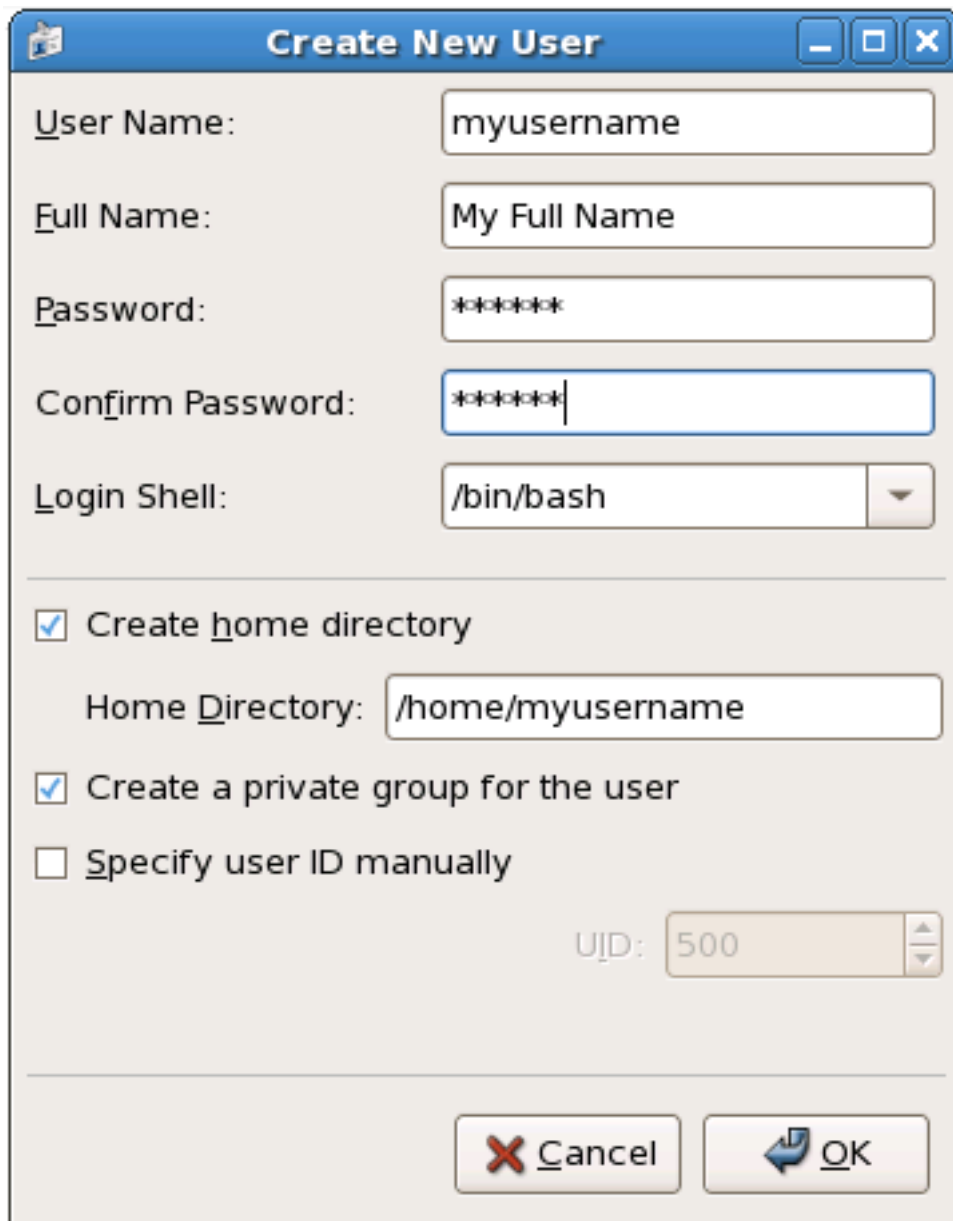 Create New User
User Name: myusername
Full Name: My Full Name
Password: ******
Confirm Password: ******
Login Shell: /bin/bash
Create home directory
Home Directory: /home/myusername
Create a private group for the user
Specify user ID manually
UID: 500
Cancel OK